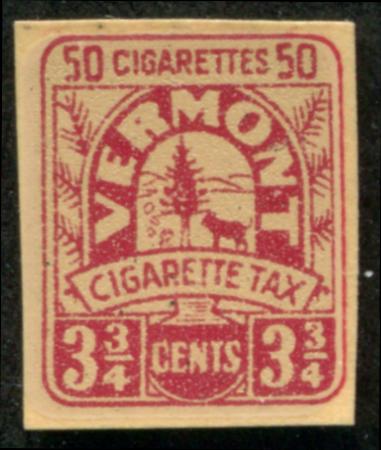 50 CIGARETTES 50
VERMONT
CIGARETTE TAX
3 3/4 CENTS 3 3/4